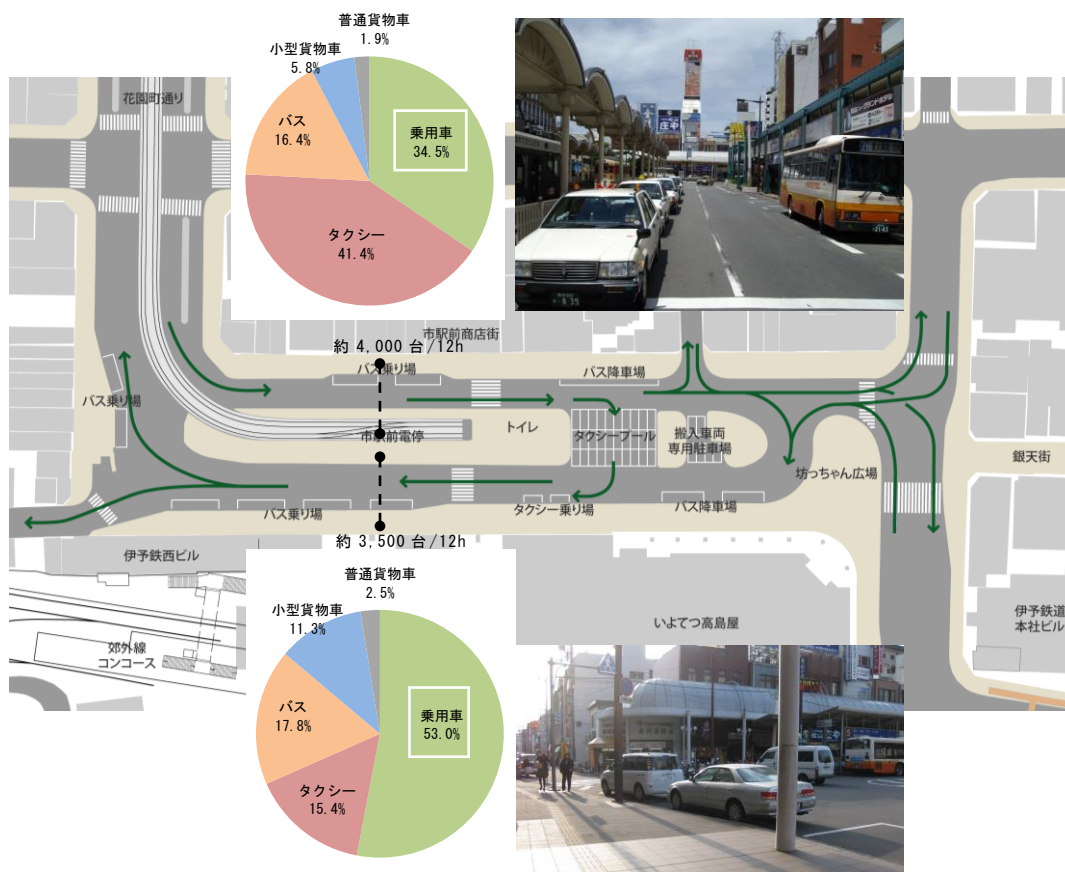 普通貨物車
1.9%
小型貨物車
5.8%
バス
16.4%
乗用車
34.5%
タクシー
41.4%
花園町通り
市駅前商店街
約 4,000 台/12h
バス乗り場
バス降車場
バス乗り場
市駅前電停
トイレ
タクシープール
搬入車両
専用駐車場
坊っちゃん広場
銀天街
バス乗り場
タクシー乗り場
バス降車場
約 3,500 台/12h
伊予鉄西ビル
郊外線
コンコース
いよてつ高島屋
伊予鉄道
本社ビル
普通貨物車
2.5%
小型貨物車
11.3%
バス
17.8%
乗用車
53.0%
タクシー
15.4%